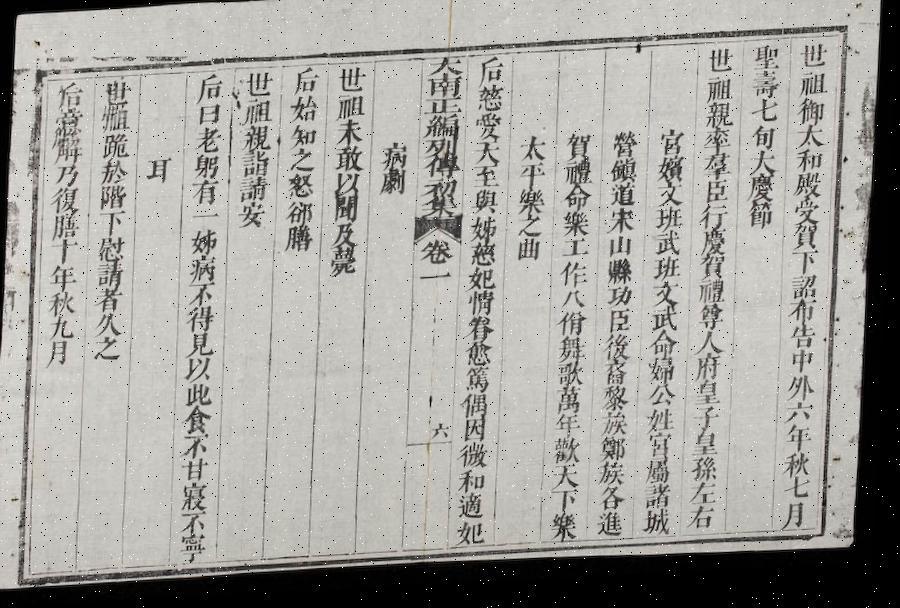 世祖御太和殿受賀下詔布告中外六年秋七月
聖壽七旬大慶節
世祖親率羣臣行慶賀禮尊人府皇子皇孫左右
宮嬪文班武班文武命婦公姓宮屬諸城
營鎮道宋山縣功臣後裔黎族鄭族各進
賀禮命樂工作八佾舞歌萬年歡天下樂
太平樂之曲
后慈愛天至與姊慈妃情眷愈篤偶因微和適妃
大南正編列傳初集 卷一 六
病劇
世祖未敢以聞及薨
后始知之怒郤膳
世祖親詣請安
后曰老躬有一姊病不得見以此食不甘寢不寧
耳
世祖跪於階下慰請者久之
后意解乃復膳十年秋九月